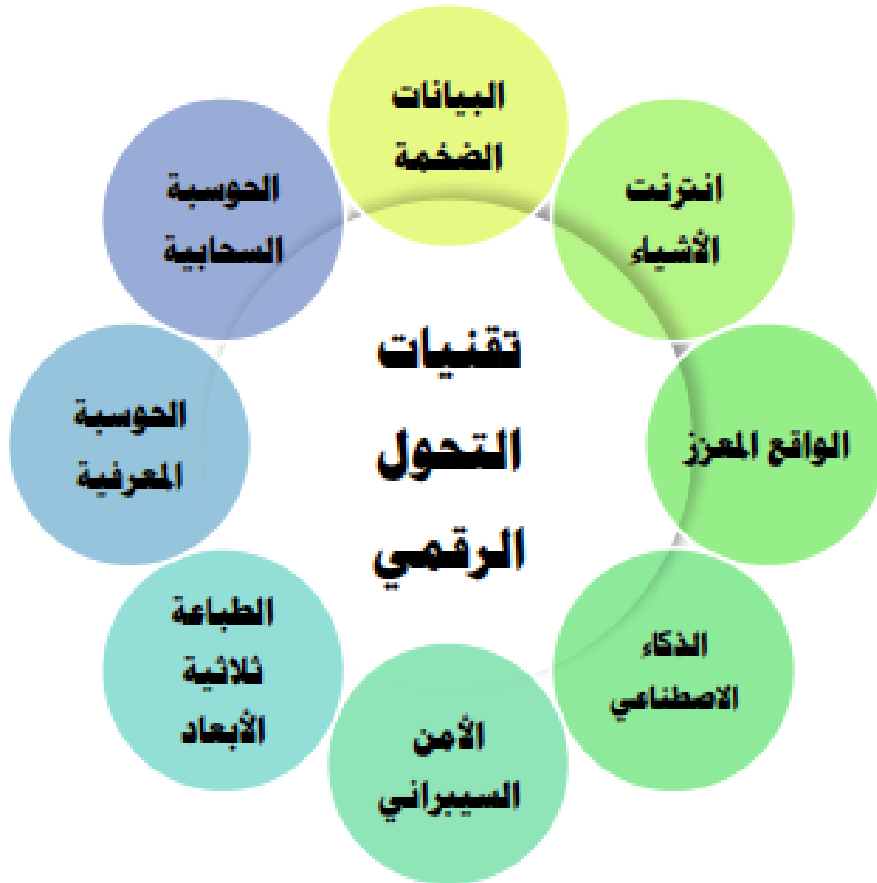 تقنيات
التحول
الرقمي
البيانات
الضخمة
انترنت
الأشياء
الواقع المعزز
الذكاء
الاصطناعي
الأمن
السيبراني
الطباعة
ثلاثية
الأبعاد
الحوسبة
المعرفية
الحوسبة
السحابية